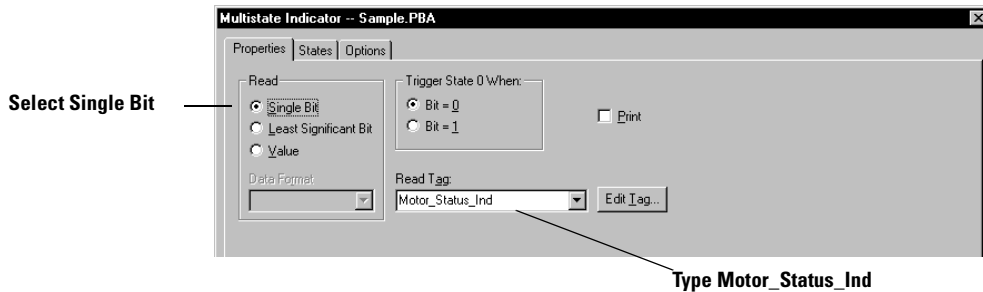 Multistate Indicator -- Sample.PBA
Properties
States
Options
Select Single Bit
Read
Single Bit
Least Significant Bit
Value
Data Format
Trigger State 0 When:
Bit = 0
Bit = 1
Print
Read Tag:
Motor_Status_Ind
Edit Tag...
Type Motor_Status_Ind